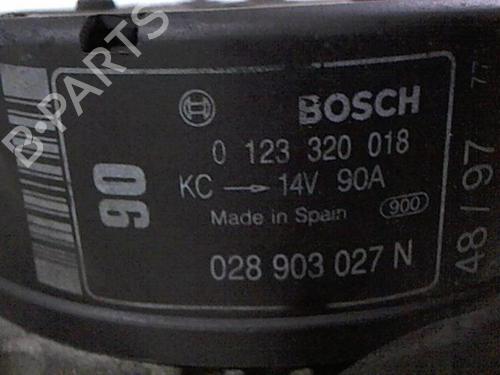 BOSCH
0 123 320 018
KC → 14V 90A
Made in Spain 900
028 903 027 N
90
48 / 97
77
B-PARTS